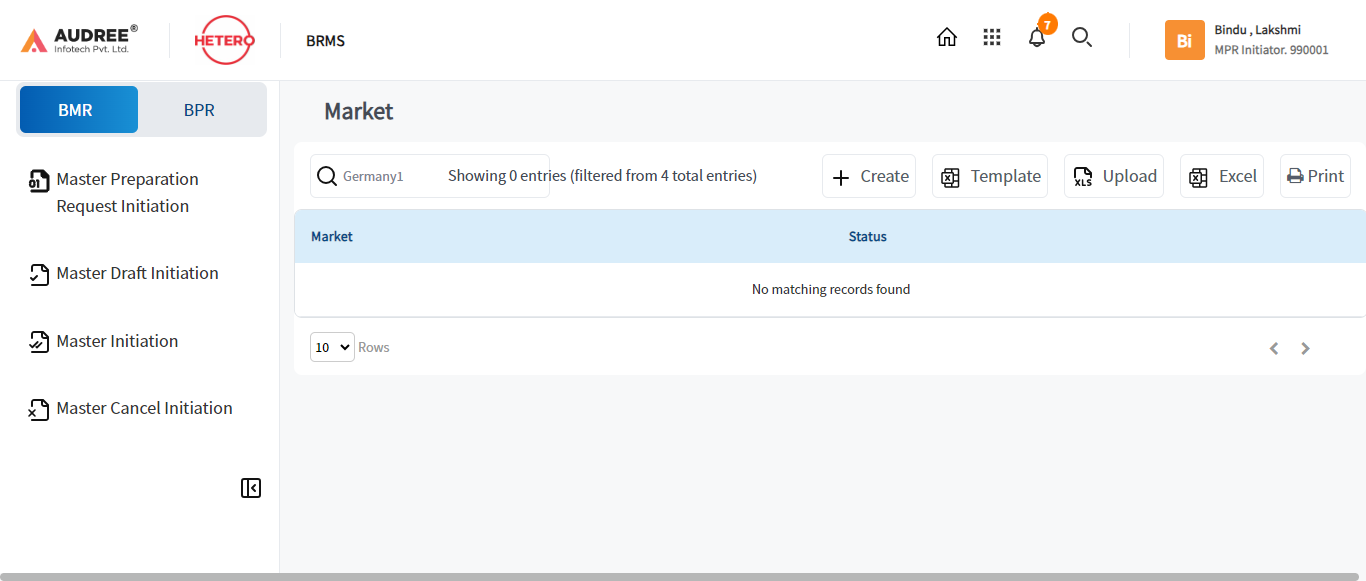 AUDREE®
Infotech Pvt. Ltd.
HETERO
BRMS
7
Bi
Bindu , Lakshmi
MPR Initiator. 990001
BMR
BPR
Master Preparation
Request Initiation
Master Draft Initiation
Master Initiation
Master Cancel Initiation
Market
Germany1
Showing 0 entries (filtered from 4 total entries)
Create
Template
XLS
Upload
Excel
Print
Market
Status
No matching records found
10
Rows